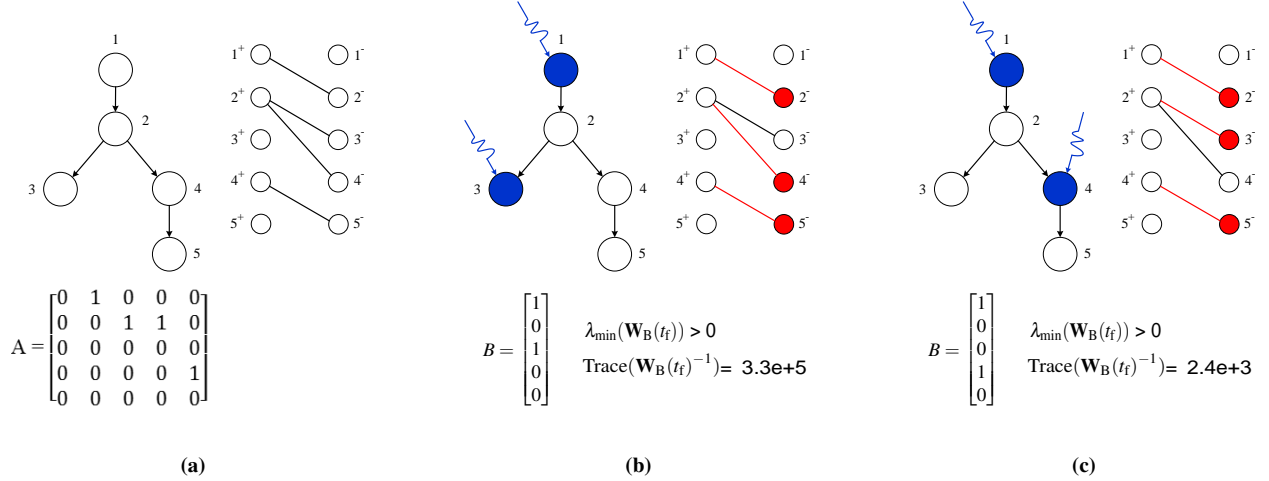 1
2
3
4
5
1+ 1-
2+ 2-
3+ 3-
4+ 4-
5+ 5-
A = [0 1 0 0 0
0 0 1 1 0
0 0 0 0 0
0 0 0 0 1
0 0 0 0 0]
(a)
1
2
3
4
5
1+ 1-
2+ 2-
3+ 3-
4+ 4-
5+ 5-
B = [1
0
1
0
0]
λmin(WB(tf)) > 0
Trace(WB(tf)−1)= 3.3e+5
(b)
1
2
3
4
5
1+ 1-
2+ 2-
3+ 3-
4+ 4-
5+ 5-
B = [1
0
0
1
0]
λmin(WB(tf)) > 0
Trace(WB(tf)−1)= 2.4e+3
(c)